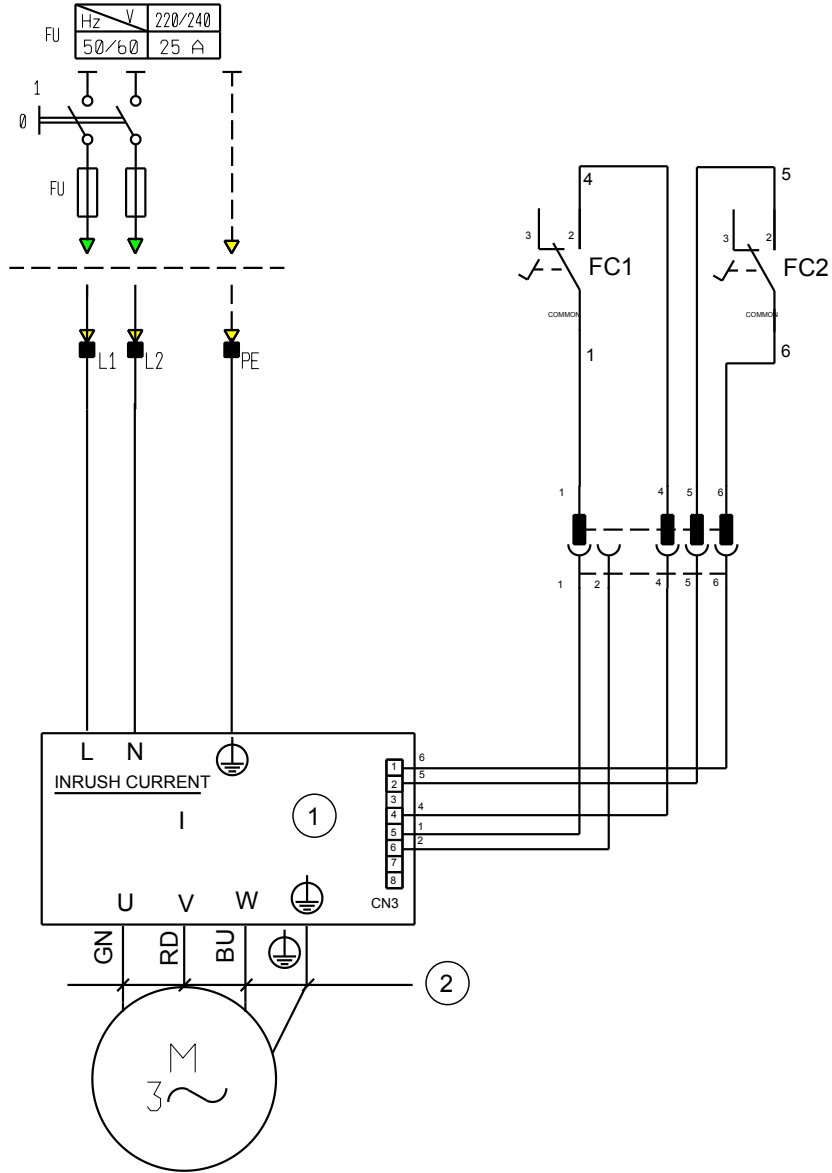 Hz V 220/240
FU 50/60 25 A
1
0
FU
4 5
3 2 FC1 3 2 FC2
COMMON COMMON
1 6
L1 L2 PE
1 4 5 6
1 2 4 5 6
L N
INRUSH CURRENT
I 1
1 6
2 5
3
4 4
5 1
6 2
7
8
CN3
U V W
GN RD BU
2
M
3